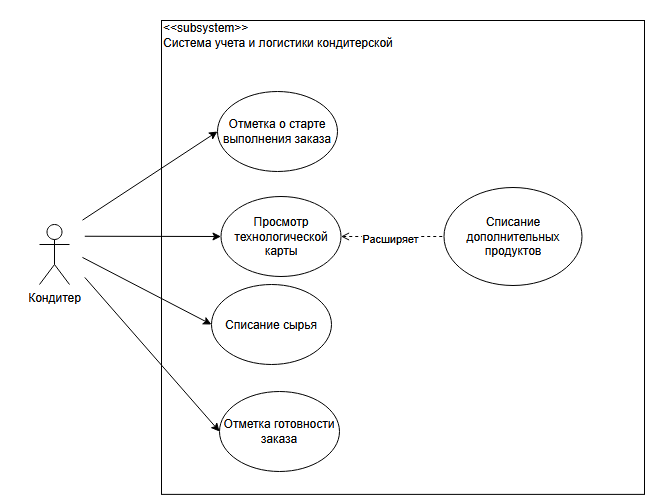 <<subsystem>>
Система учета и логистики кондитерской
Отметка о старте
выполнения заказа
Просмотр
технологической
карты
Расширяет
Списание
дополнительных
продуктов
Кондитер
Списание сырья
Отметка готовности
заказа